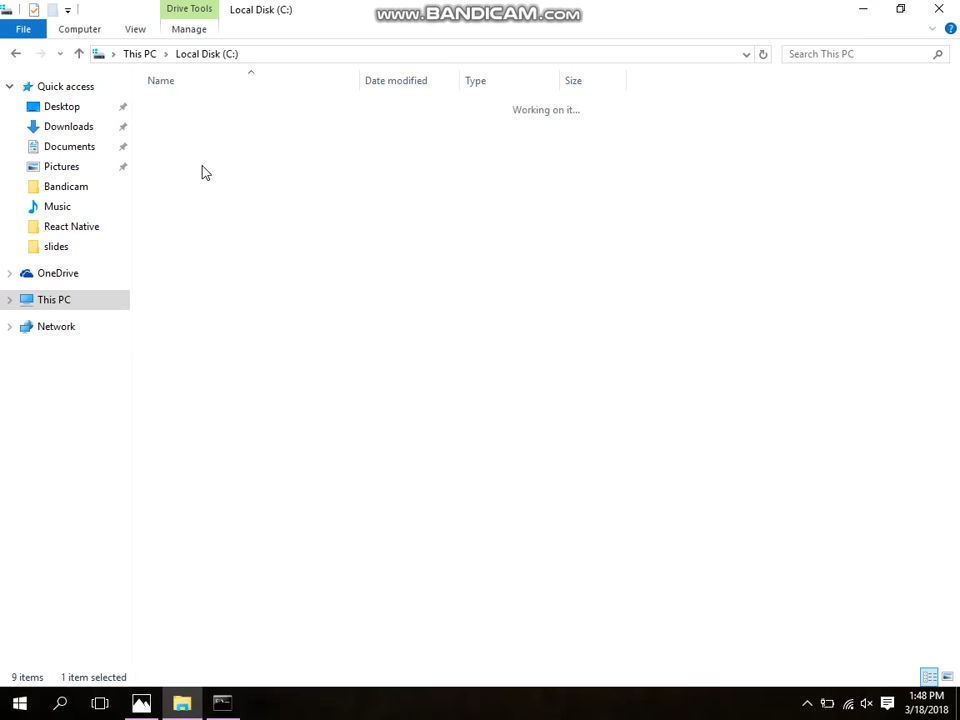 Drive Tools
Local Disk (C:)
www.BANDICAM.com
File
Computer
View
Manage
This PC
Local Disk (C:)
Search This PC
Name
Date modified
Type
Size
Working on it...
Quick access
Desktop
Downloads
Documents
Pictures
Bandicam
Music
React Native
slides
OneDrive
This PC
Network
9 items
1 item selected
1:48 PM
3/18/2018